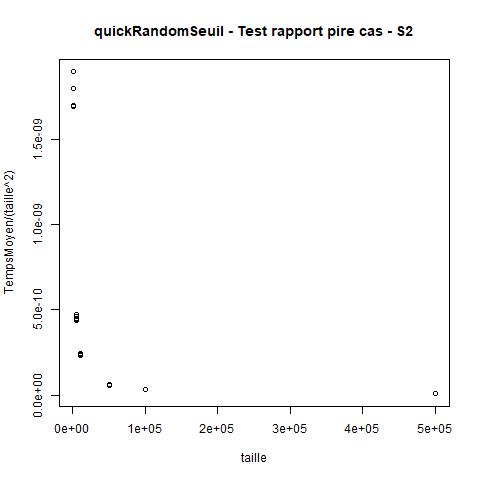 quickRandomSeuil - Test rapport pire cas - S2
TempsMoyen/(taille^2)
1.5e-09
1.0e-09
5.0e-10
0.0e+00
0e+00 1e+05 2e+05 3e+05 4e+05 5e+05
taille